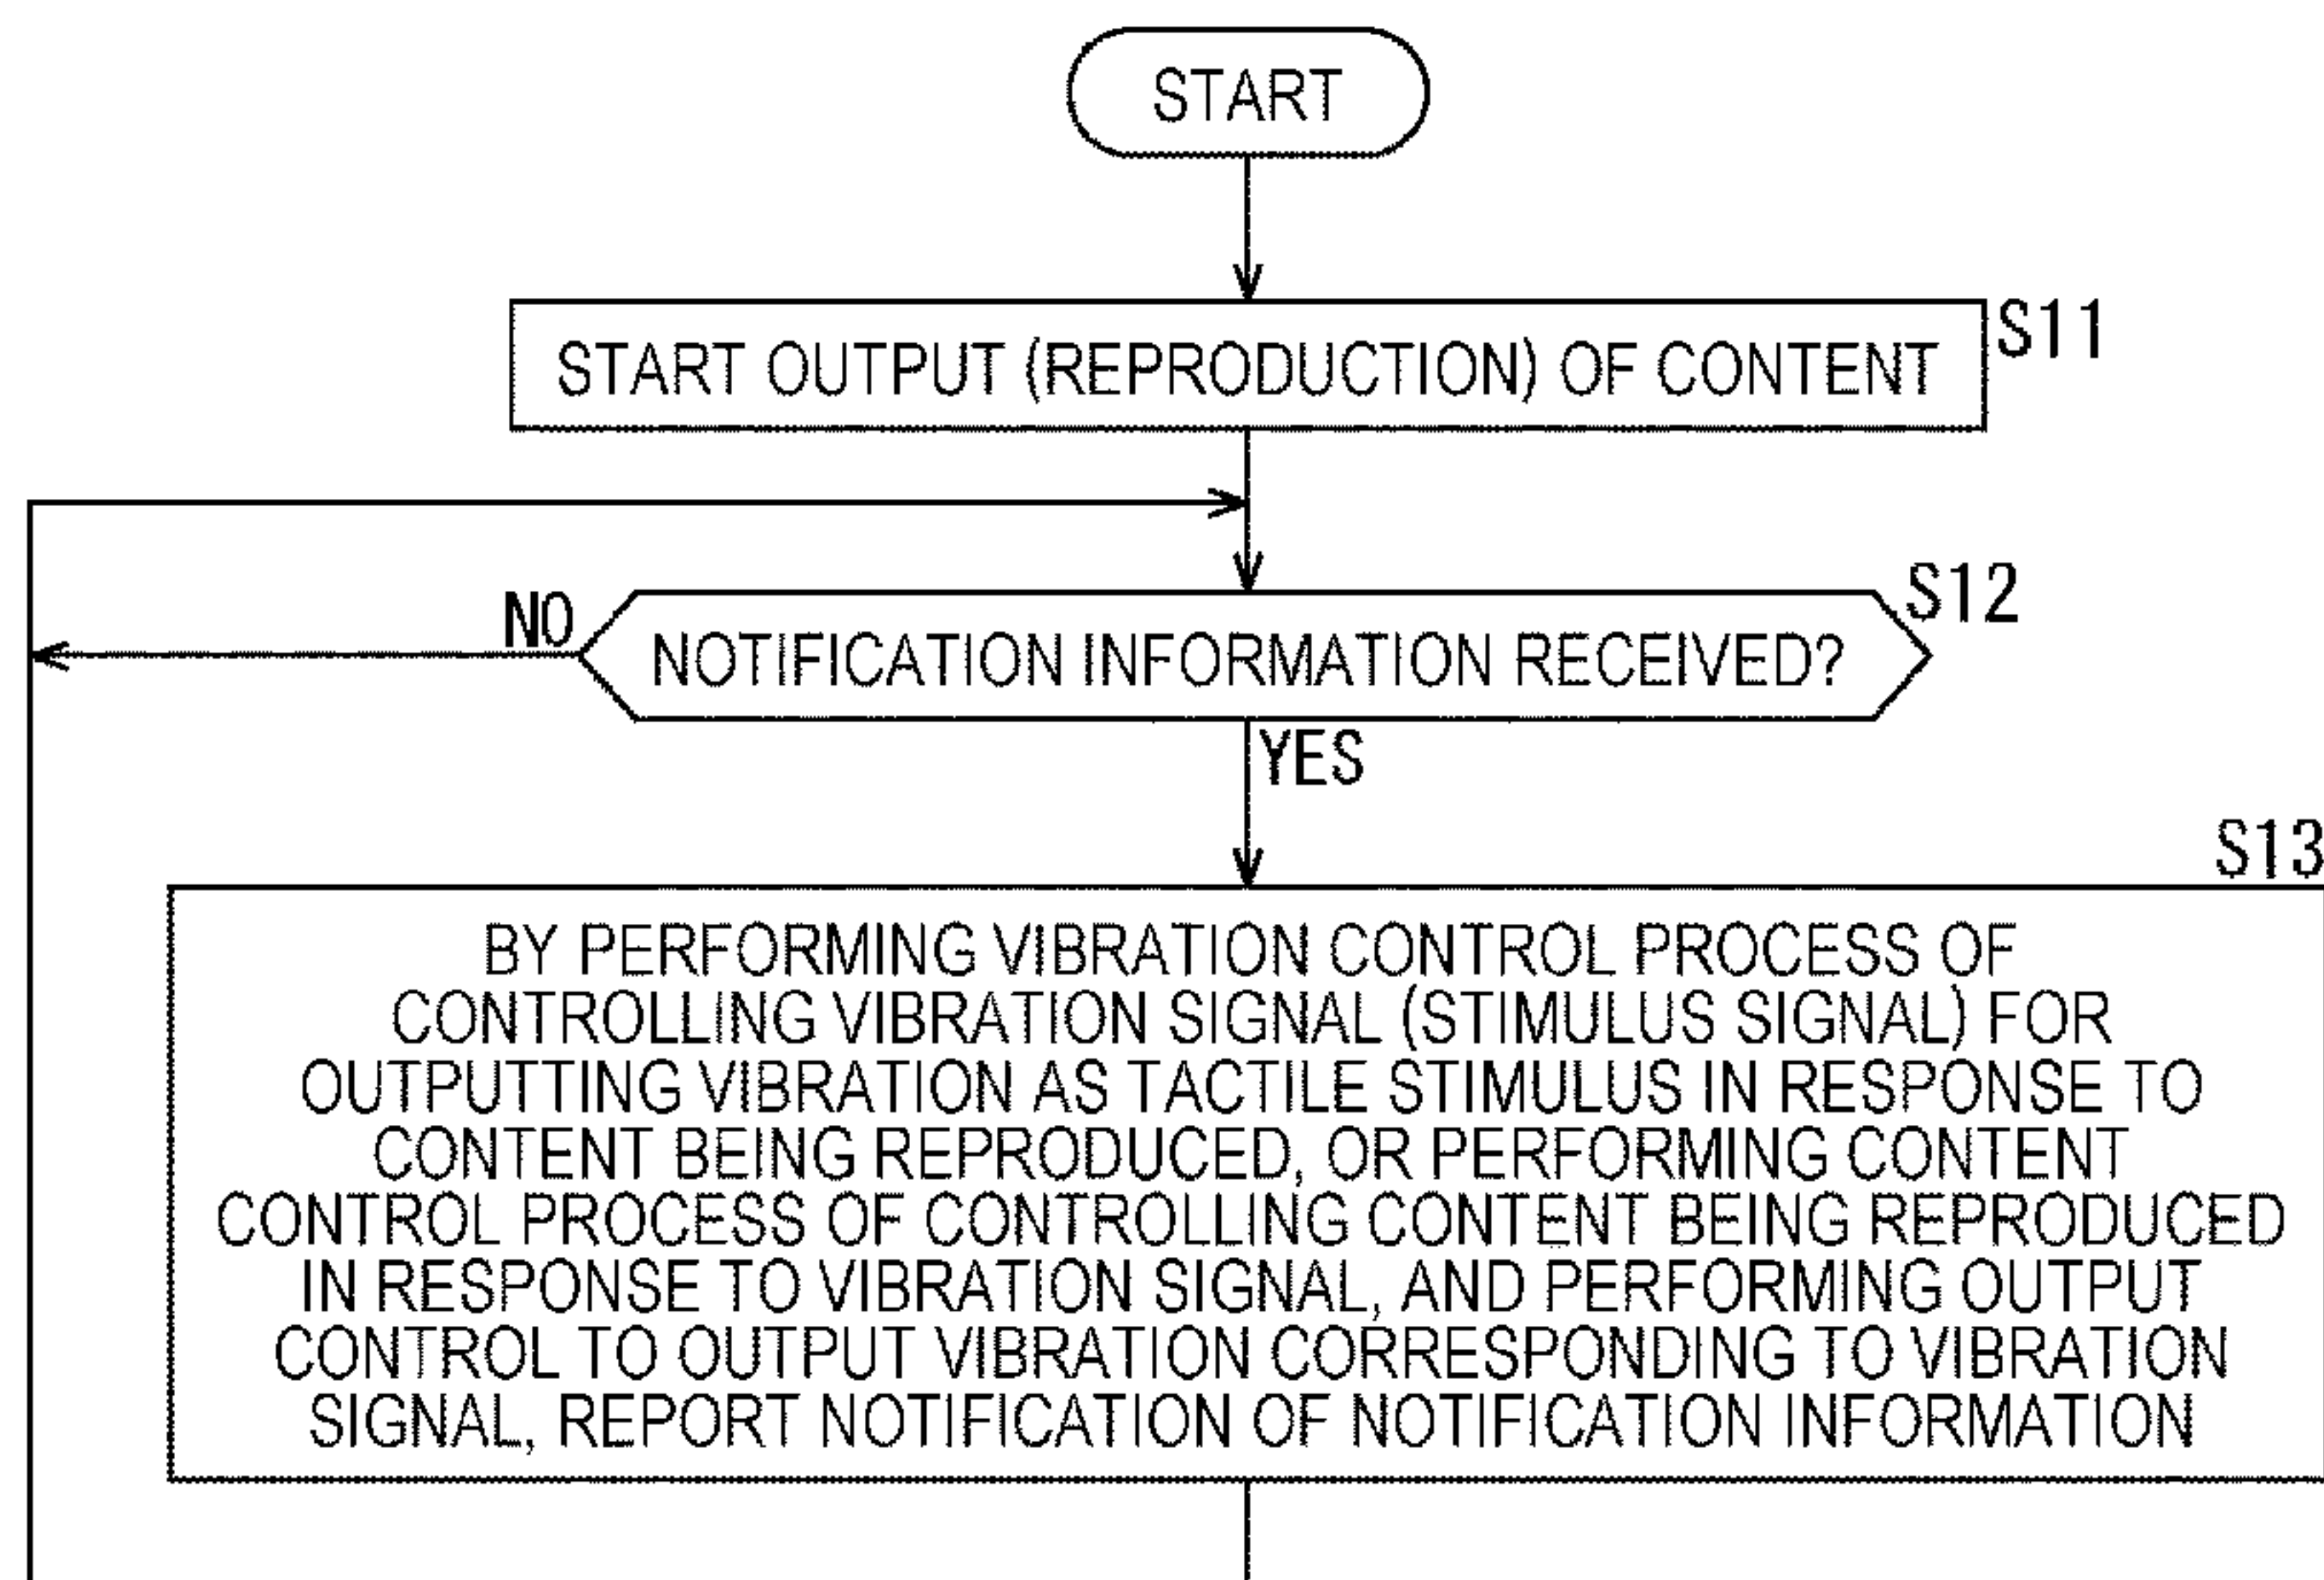 START
START OUTPUT (REPRODUCTION) OF CONTENT
S11
S12
NO
NOTIFICATION INFORMATION RECEIVED?
YES
S13
BY PERFORMING VIBRATION CONTROL PROCESS OF
CONTROLLING VIBRATION SIGNAL (STIMULUS SIGNAL) FOR
OUTPUTTING VIBRATION AS TACTILE STIMULUS IN RESPONSE TO
CONTENT BEING REPRODUCED, OR PERFORMING CONTENT
CONTROL PROCESS OF CONTROLLING CONTENT BEING REPRODUCED
IN RESPONSE TO VIBRATION SIGNAL, AND PERFORMING OUTPUT
CONTROL TO OUTPUT VIBRATION CORRESPONDING TO VIBRATION
SIGNAL, REPORT NOTIFICATION OF NOTIFICATION INFORMATION